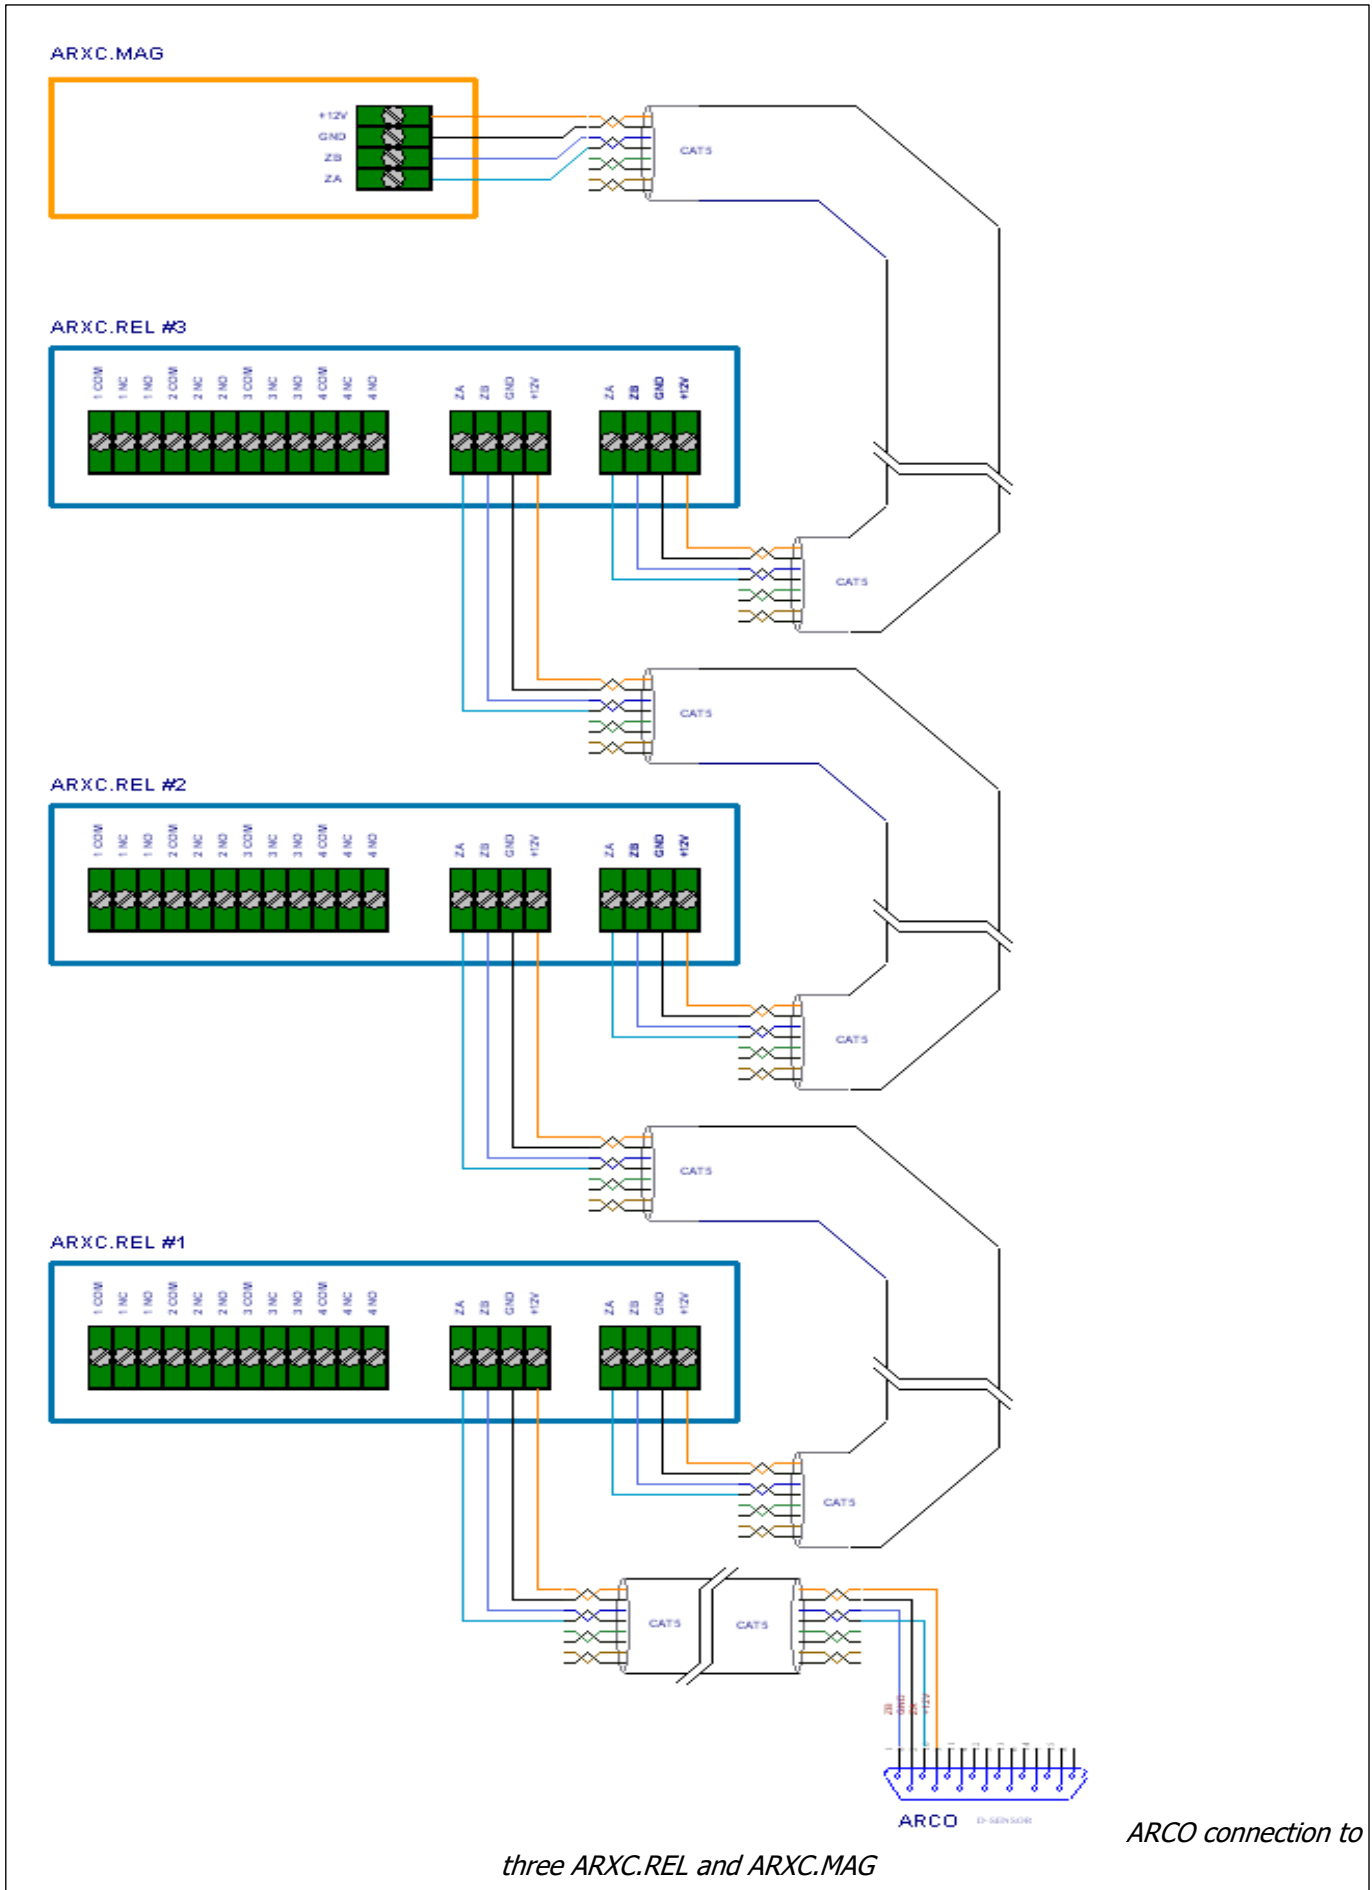 ARXC.MAG
+12V
GND
ZB
ZA
CAT5
ARXC.REL #3
1 COM 1 NC 1 NO 2 COM 2 NC 2 NO 3 COM 3 NC 3 NO 4 COM 4 NC 4 NO ZA ZB GND +12V ZA ZB GND +12V
CAT5
CAT5
ARXC.REL #2
1 COM 1 NC 1 NO 2 COM 2 NC 2 NO 3 COM 3 NC 3 NO 4 COM 4 NC 4 NO ZA ZB GND +12V ZA ZB GND +12V
CAT5
CAT5
ARXC.REL #1
1 COM 1 NC 1 NO 2 COM 2 NC 2 NO 3 COM 3 NC 3 NO 4 COM 4 NC 4 NO ZA ZB GND +12V ZA ZB GND +12V
CAT5
CAT5 CAT5
ZB GND ZA +12V
ARCO D-SENSOR
ARCO connection to
three ARXC.REL and ARXC.MAG